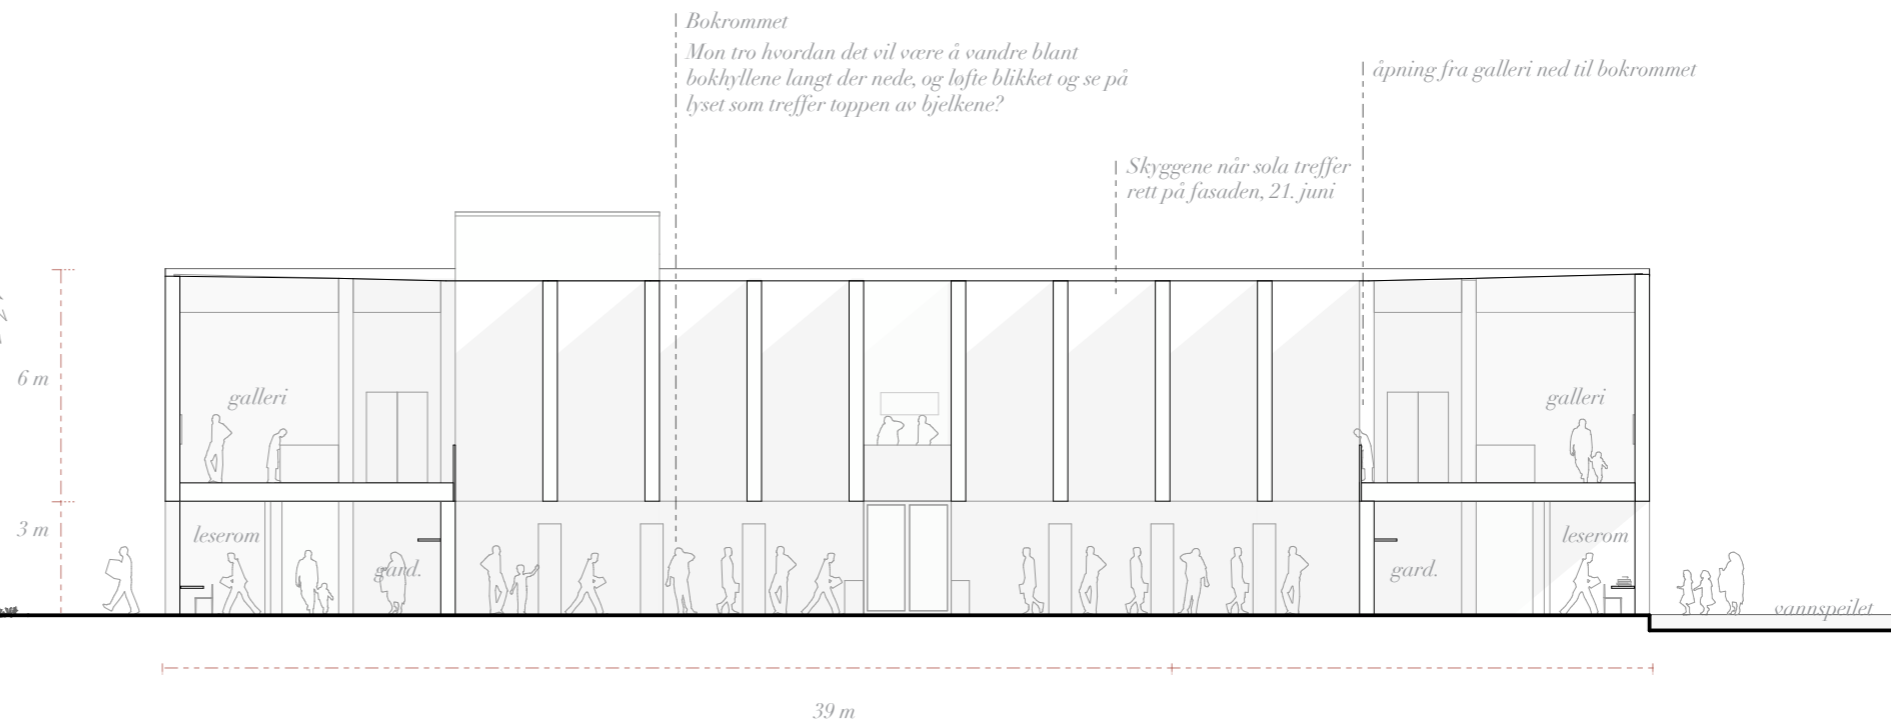 Bokrommet
Mon tro hvordan det vil være å vandre blant
bokhyllene langt der nede, og løfte blikket og se på
lyset som treffer toppen av bjelkene?
åpning fra galleri ned til bokrommet
Skyggene når sola treffer
rett på fasaden, 21. juni
6 m
galleri
galleri
3 m
leserom
gard.
gard.
leserom
vannspeilet
39 m